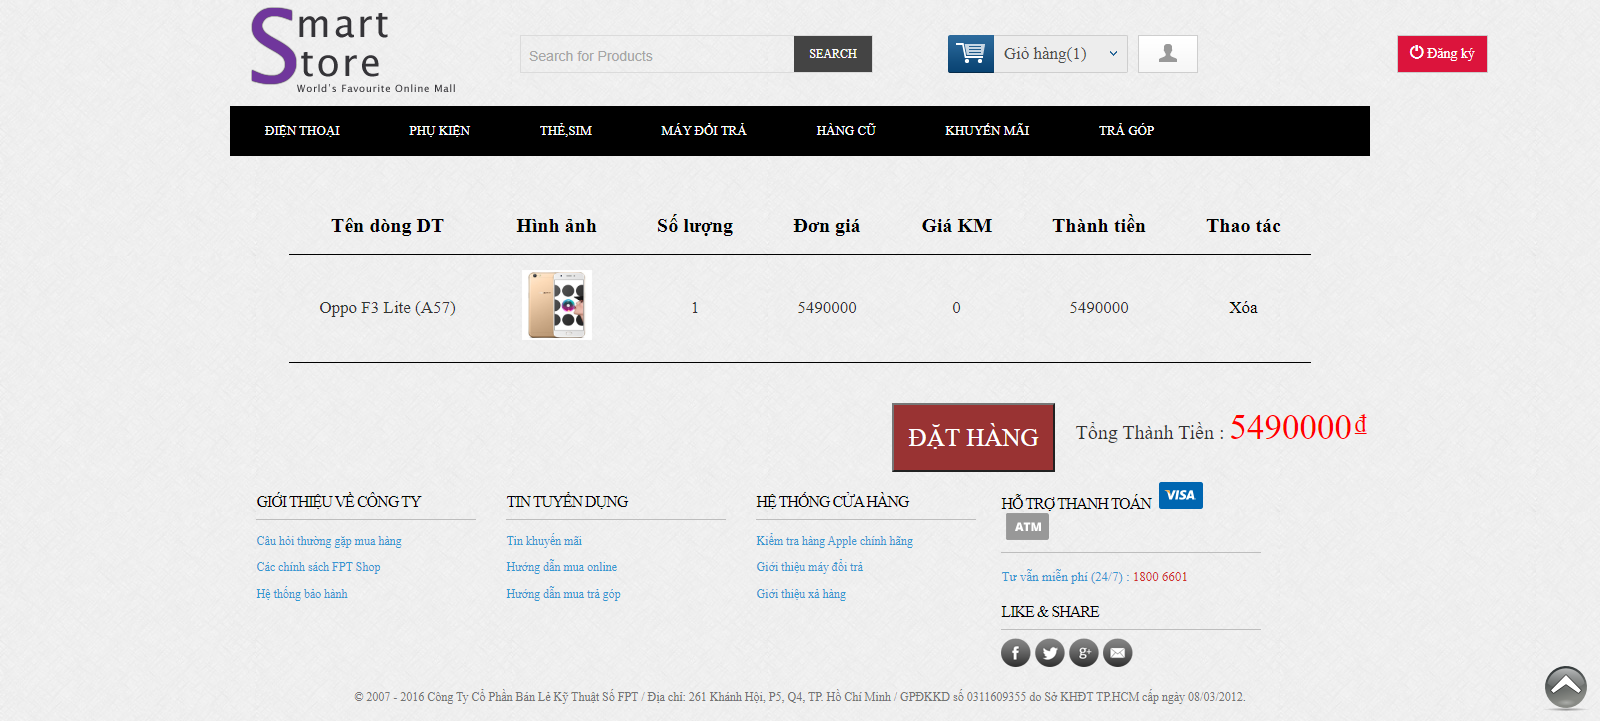 Smart
Store
World's Favourite Online Mall
Search for Products
SEARCH
Giỏ hàng(1)
Đăng ký
ĐIỆN THOẠI PHỤ KIỆN THẺ,SIM MÁY ĐỔI TRẢ HÀNG CŨ KHUYẾN MÃI TRẢ GÓP
Tên dòng DT Hình ảnh Số lượng Đơn giá Giá KM Thành tiền Thao tác
Oppo F3 Lite (A57) 1 5490000 0 5490000 Xóa
ĐẶT HÀNG Tổng Thành Tiền : 5490000₫
GIỚI THIỆU VỀ CÔNG TY
Câu hỏi thường gặp mua hàng
Các chính sách FPT Shop
Hệ thống bảo hành
TIN TUYỂN DỤNG
Tin khuyến mãi
Hướng dẫn mua online
Hướng dẫn mua trả góp
HỆ THỐNG CỬA HÀNG
Kiểm tra hàng Apple chính hãng
Giới thiệu máy đổi trả
Giới thiệu xả hàng
HỖ TRỢ THANH TOÁN VISA
ATM
Tư vấn miễn phí (24/7) : 1800 6601
LIKE & SHARE
© 2007 - 2016 Công Ty Cổ Phần Bán Lẻ Kỹ Thuật Số FPT / Địa chỉ: 261 Khánh Hội, P5, Q4, TP. Hồ Chí Minh / GPĐKKD số 0311609355 do Sở KHĐT TP.HCM cấp ngày 08/03/2012.